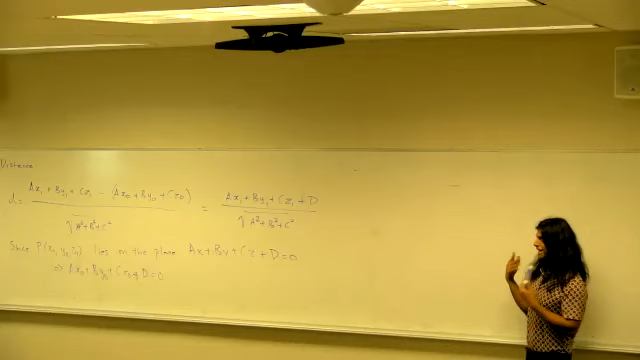 Distance
d = Ax₁ + By₁ + Cz₁ - (Ax₀ + By₀ + Cz₀) / √A²+B²+C² = Ax₁ + By₁ + Cz₁ + D / √A²+B²+C²
Since P(x₀, y₀, z₀) lies on the plane Ax + By + Cz + D = 0
⇒ Ax₀ + By₀ + Cz₀ + D = 0